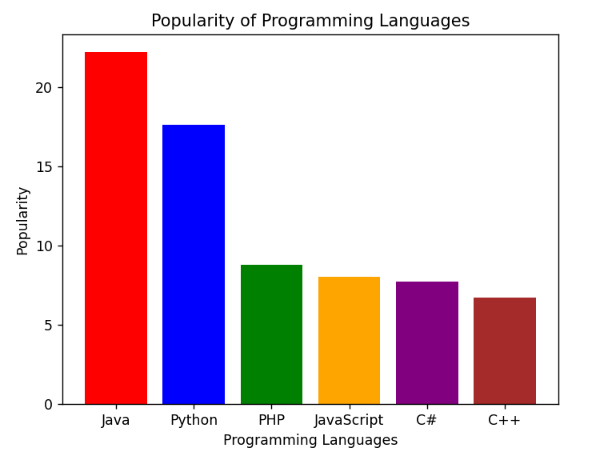 Popularity of Programming Languages
Popularity
20
15
10
5
0
Java Python PHP JavaScript C# C++
Programming Languages